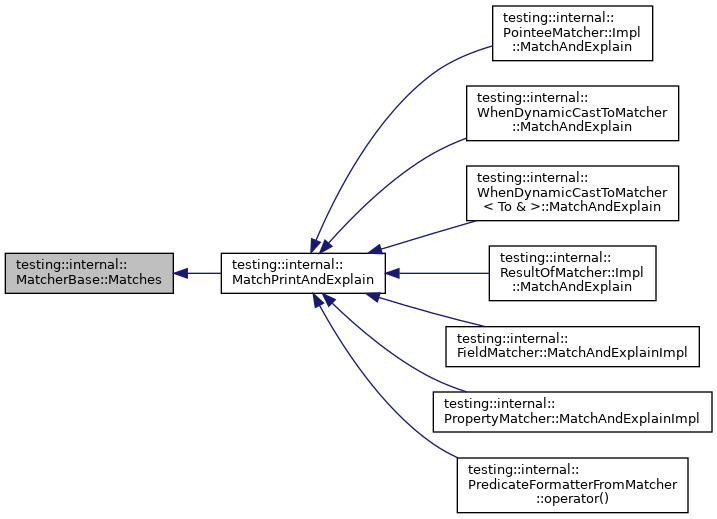 testing::internal::
PointeeMatcher::Impl
::MatchAndExplain
testing::internal::
WhenDynamicCastToMatcher
::MatchAndExplain
testing::internal::
WhenDynamicCastToMatcher
< To & >::MatchAndExplain
testing::internal::
MatcherBase::Matches
testing::internal::
MatchPrintAndExplain
testing::internal::
ResultOfMatcher::Impl
::MatchAndExplain
testing::internal::
FieldMatcher::MatchAndExplainImpl
testing::internal::
PropertyMatcher::MatchAndExplainImpl
testing::internal::
PredicateFormatterFromMatcher
::operator()